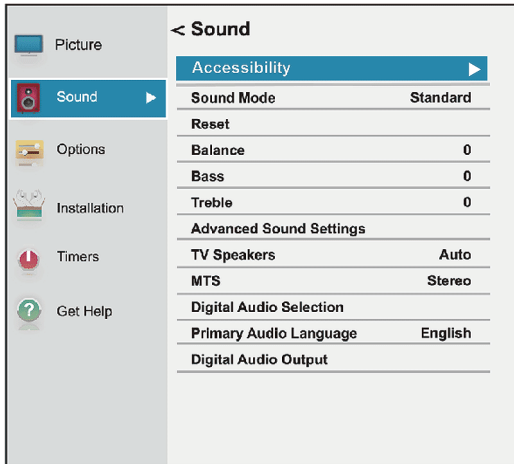 Picture
Sound
Options
Installation
Timers
Get Help
< Sound
Accessibility
Sound Mode Standard
Reset
Balance 0
Bass 0
Treble 0
Advanced Sound Settings
TV Speakers Auto
MTS Stereo
Digital Audio Selection
Primary Audio Language English
Digital Audio Output